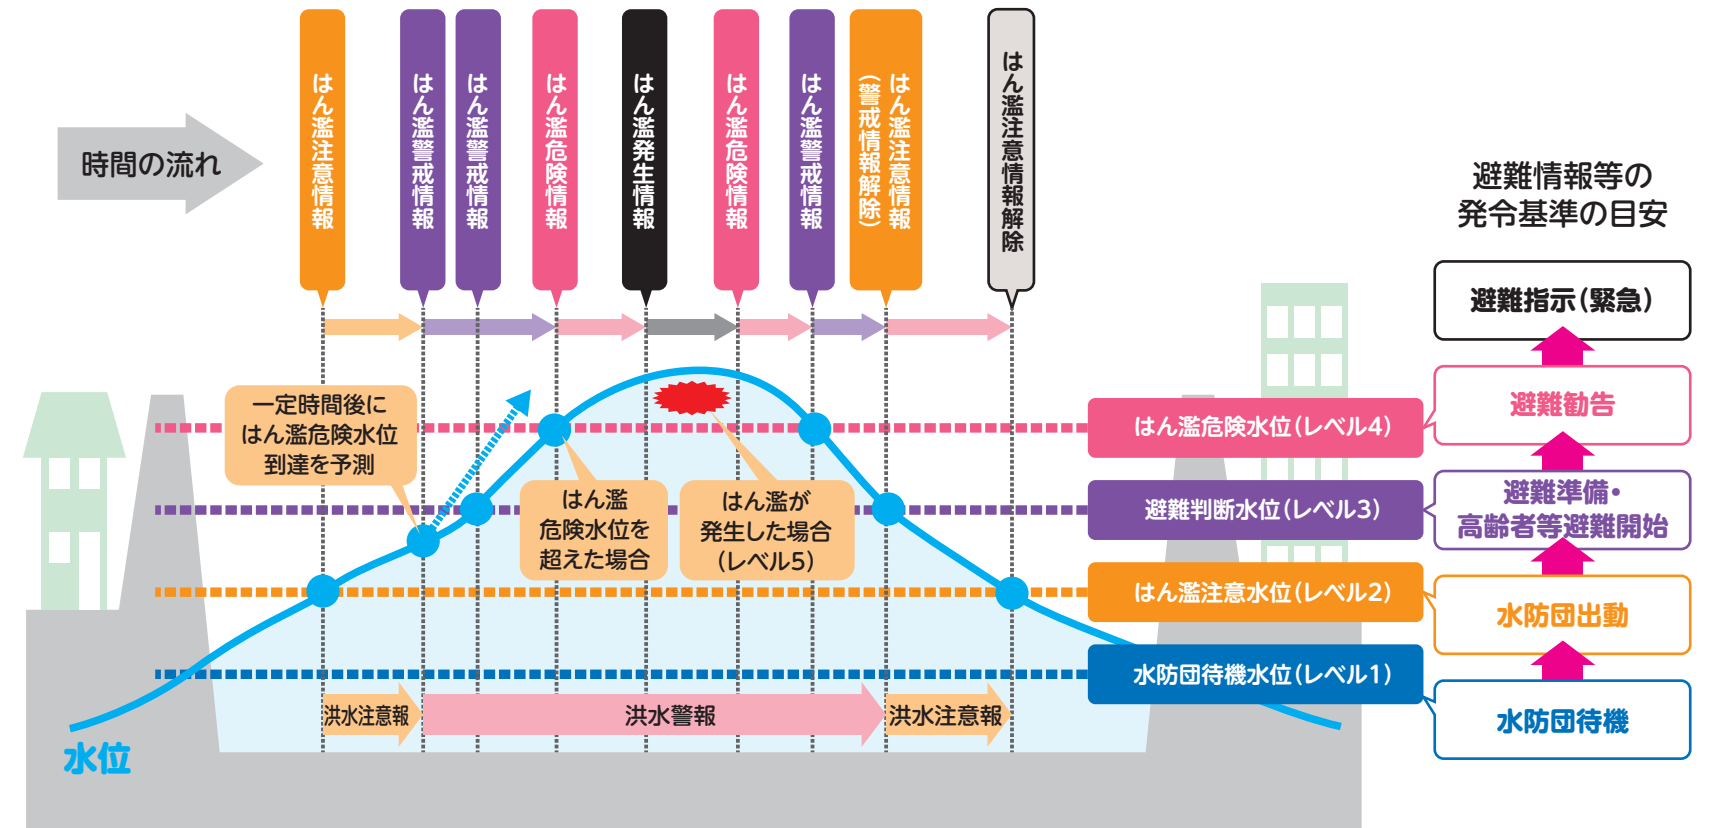 時間の流れ
はん濫注意情報
はん濫警戒情報
はん濫警戒情報
はん濫危険情報
はん濫発生情報
はん濫危険情報
はん濫警戒情報
はん濫注意情報
(警戒情報解除)
はん濫注意情報解除
避難情報等の
発令基準の目安
避難指示(緊急)
避難勧告
避難準備・
高齢者等避難開始
水防団出動
水防団待機
一定時間後に
はん濫危険水位
到達を予測
はん濫
危険水位を
超えた場合
はん濫が
発生した場合
(レベル5)
はん濫危険水位(レベル4)
避難判断水位(レベル3)
はん濫注意水位(レベル2)
水防団待機水位(レベル1)
洪水注意報
洪水警報
洪水注意報
水位